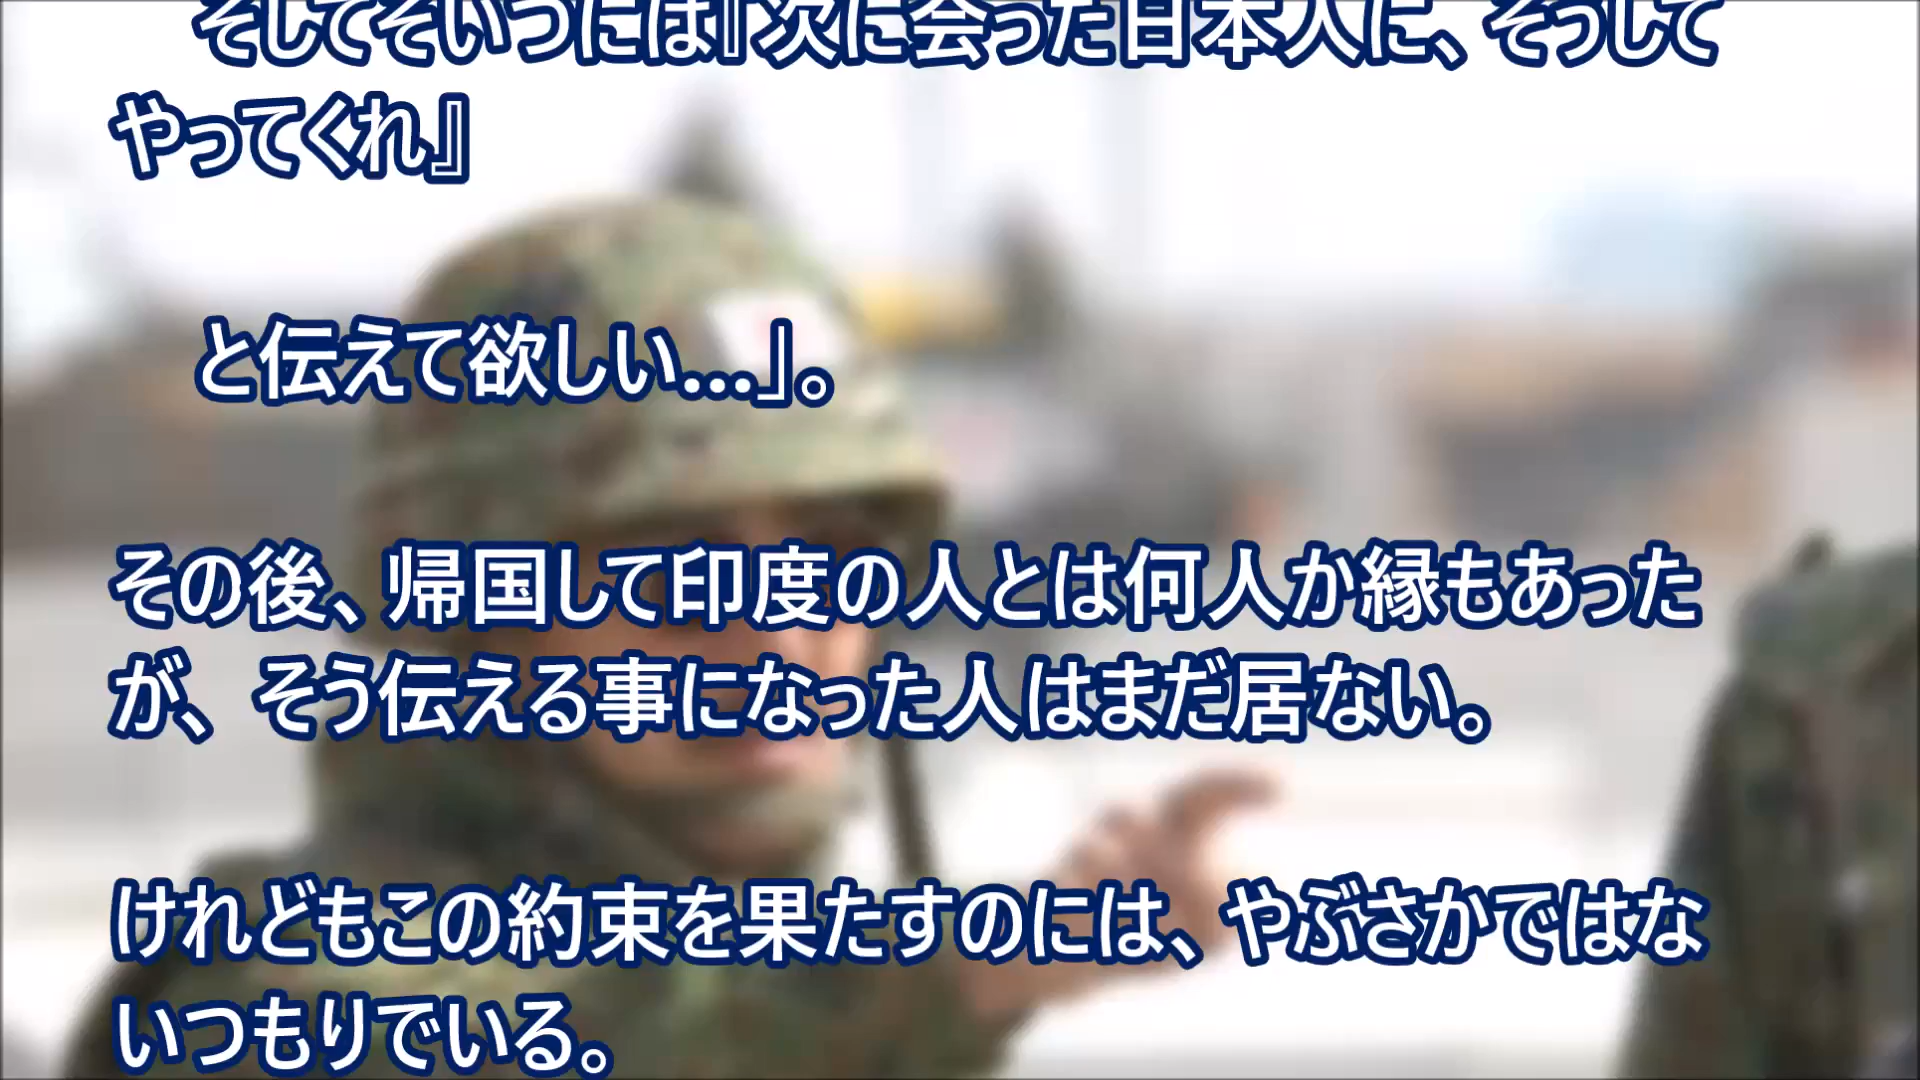 そしてそいつには『次に会った日本人に、そうして
やってくれ』
と伝えて欲しい…」。
その後、帰国して印度の人とは何人か縁もあった
が、そう伝える事になった人はまだ居ない。
けれどもこの約束を果たすのには、やぶさかではな
いつもりでいる。